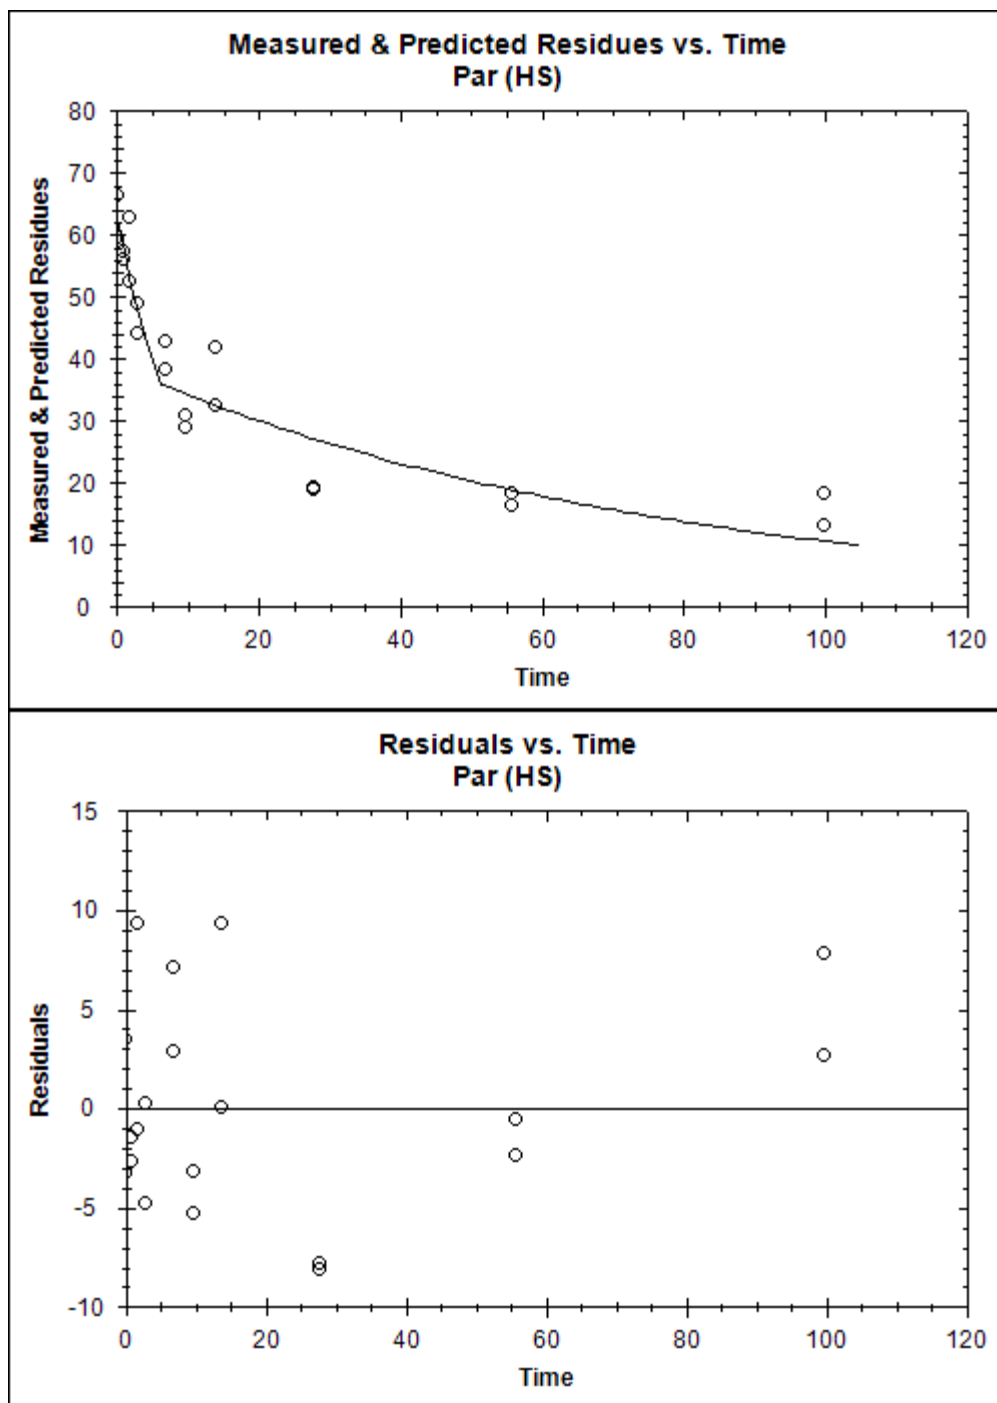 Measured & Predicted Residues vs. Time
Par (HS)
Measured & Predicted Residues
80
70
60
50
40
30
20
10
0
0 20 40 60 80 100 120
Time
Residuals vs. Time
Par (HS)
Residuals
15
10
5
0
-5
-10
0 20 40 60 80 100 120
Time